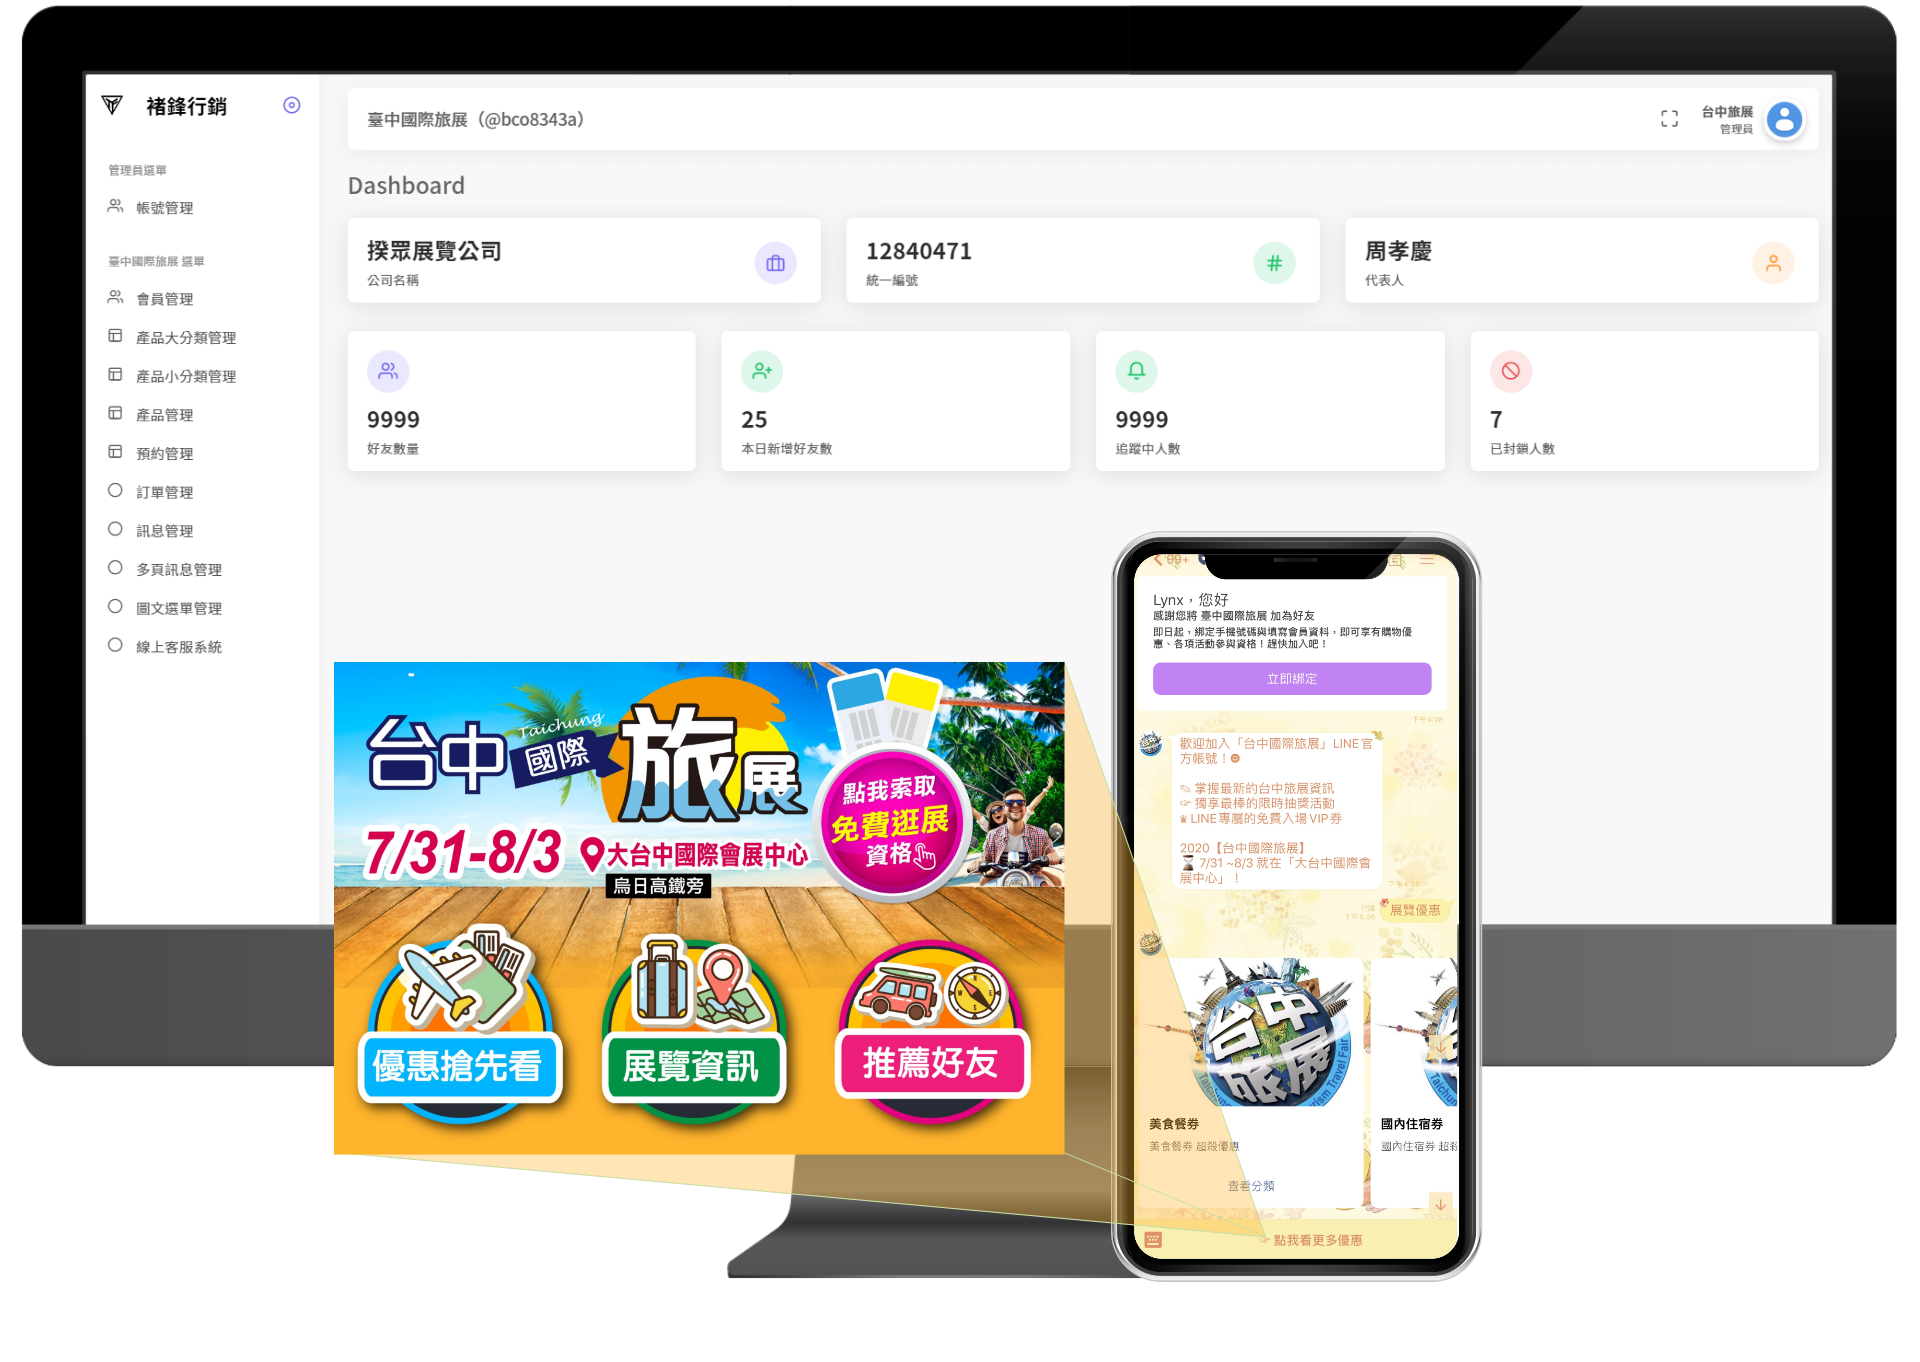 褚鋒行銷
管理員選單
帳號管理
臺中國際旅展 選單
會員管理
產品大分類管理
產品小分類管理
產品管理
預約管理
訂單管理
訊息管理
多頁訊息管理
圖文選單管理
線上客服系統
臺中國際旅展（@bco8343a）
台中旅展
管理員
Dashboard
揆眾展覽公司
公司名稱
12840471
統一編號
#
周孝慶
代表人
9999
好友數量
25
本日新增好友數
9999
追蹤中人數
7
已封鎖人數
台中
Taichung
國際
旅展
7/31-8/3
大台中國際會展中心
烏日高鐵旁
點我索取
免費逛展
資格
優惠搶先看
展覽資訊
推薦好友
99+
Lynx，您好
感謝您將 臺中國際旅展 加為好友
即日起，綁定手機號碼與填寫會員資料，即可享有購物優
惠、各項活動參與資格！趕快加入吧！
立即綁定
下午4:28
歡迎加入「台中國際旅展」LINE官
方帳號！
掌握最新的台中旅展資訊
獨享最棒的限時抽獎活動
LINE專屬的免費入場VIP券
2020【台中國際旅展】
7/31 ~8/3 就在「大台中國際會
展中心」！
已讀
下午5:05
展覽優惠
台中
旅展
美食餐券
美食餐券 超殺優惠
查看分類
國內住宿券
國內住宿券 超殺
點我看更多優惠